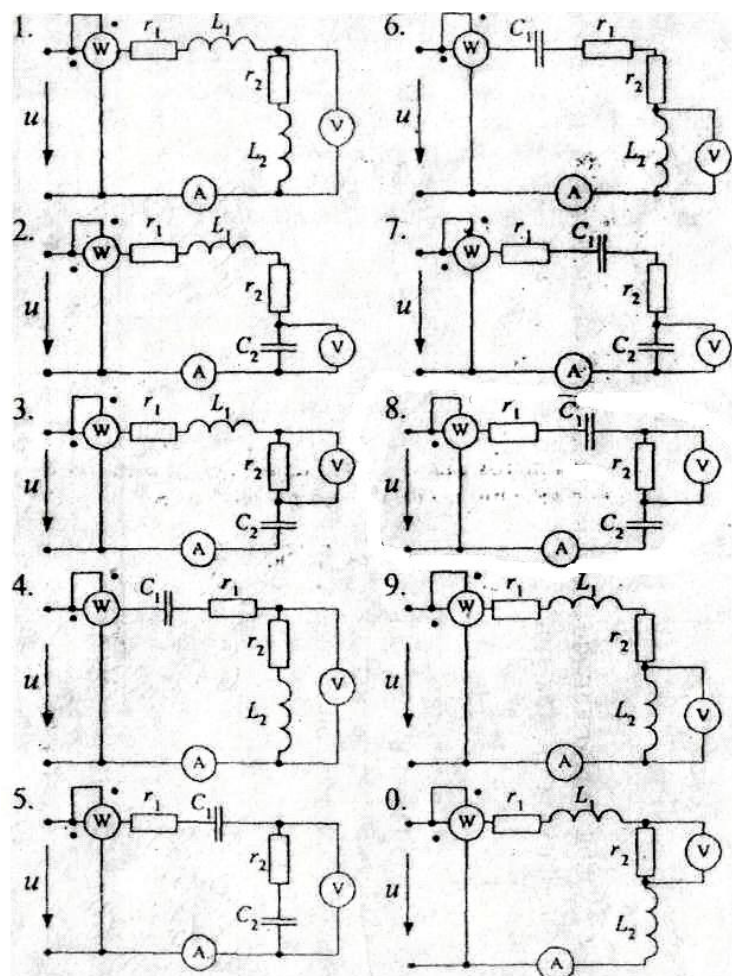 1. W r₁ L₁ r₂ L₂ V A u
6. W C₁ r₁ r₂ L₂ V A u
2. W r₁ L₁ r₂ C₂ V A u
7. W r₁ C₁ r₂ C₂ V A u
3. W r₁ L₁ r₂ C₂ V A u
8. W r₁ C₁ r₂ C₂ V A u
4. W C₁ r₁ r₂ L₂ V A u
9. W r₁ L₁ r₂ L₂ V A u
5. W r₁ C₁ r₂ C₂ V A u
0. W r₁ L₁ r₂ L₂ V A u